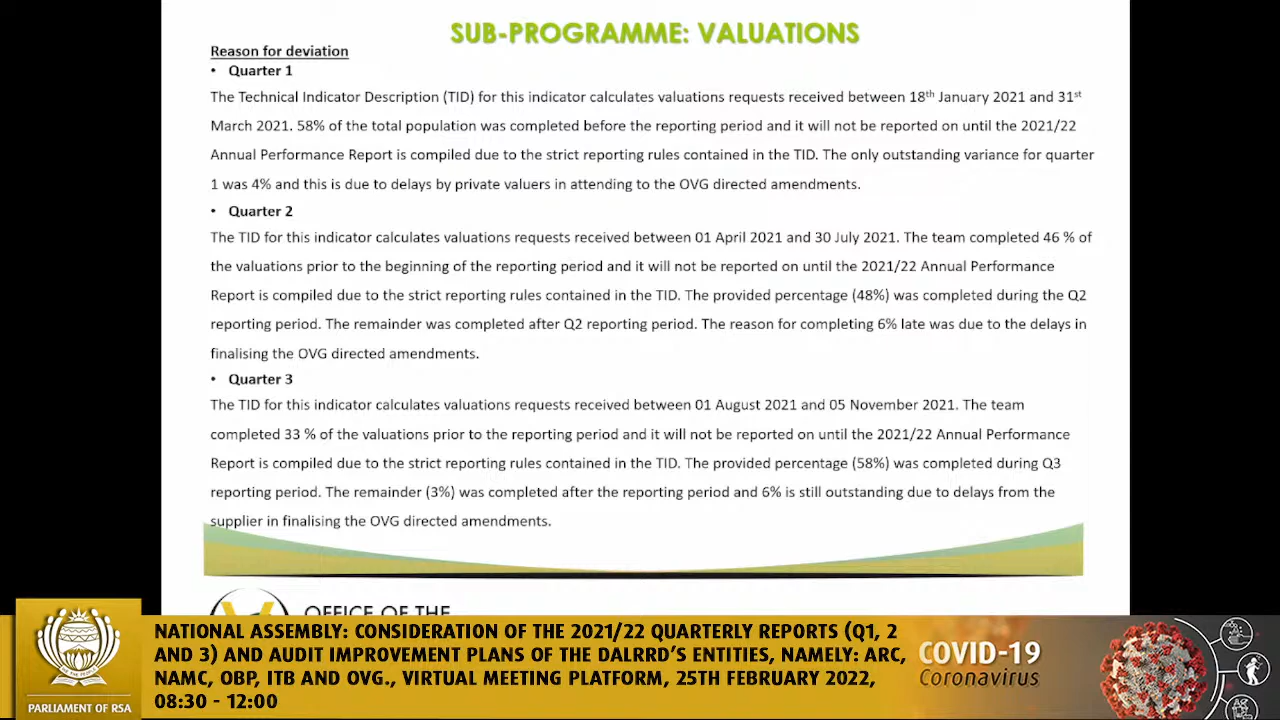 SUB-PROGRAMME: VALUATIONS
Reason for deviation
• Quarter 1
The Technical Indicator Description (TID) for this indicator calculates valuations requests received between 18th January 2021 and 31st
March 2021. 58% of the total population was completed before the reporting period and it will not be reported on until the 2021/22
Annual Performance Report is compiled due to the strict reporting rules contained in the TID. The only outstanding variance for quarter
1 was 4% and this is due to delays by private valuers in attending to the OVG directed amendments.
• Quarter 2
The TID for this indicator calculates valuations requests received between 01 April 2021 and 30 July 2021. The team completed 46 % of
the valuations prior to the beginning of the reporting period and it will not be reported on until the 2021/22 Annual Performance
Report is compiled due to the strict reporting rules contained in the TID. The provided percentage (48%) was completed during the Q2
reporting period. The remainder was completed after Q2 reporting period. The reason for completing 6% late was due to the delays in
finalising the OVG directed amendments.
• Quarter 3
The TID for this indicator calculates valuations requests received between 01 August 2021 and 05 November 2021. The team
completed 33 % of the valuations prior to the reporting period and it will not be reported on until the 2021/22 Annual Performance
Report is compiled due to the strict reporting rules contained in the TID. The provided percentage (58%) was completed during Q3
reporting period. The remainder (3%) was completed after the reporting period and 6% is still outstanding due to delays from the
supplier in finalising the OVG directed amendments.
OFFICE OF THE
NATIONAL ASSEMBLY: CONSIDERATION OF THE 2021/22 QUARTERLY REPORTS (Q1, 2
AND 3) AND AUDIT IMPROVEMENT PLANS OF THE DALRRD'S ENTITIES, NAMELY: ARC,
NAMC, OBP, ITB AND OVG., VIRTUAL MEETING PLATFORM, 25TH FEBRUARY 2022,
08:30 - 12:00
PARLIAMENT OF RSA
COVID-19
Coronavirus